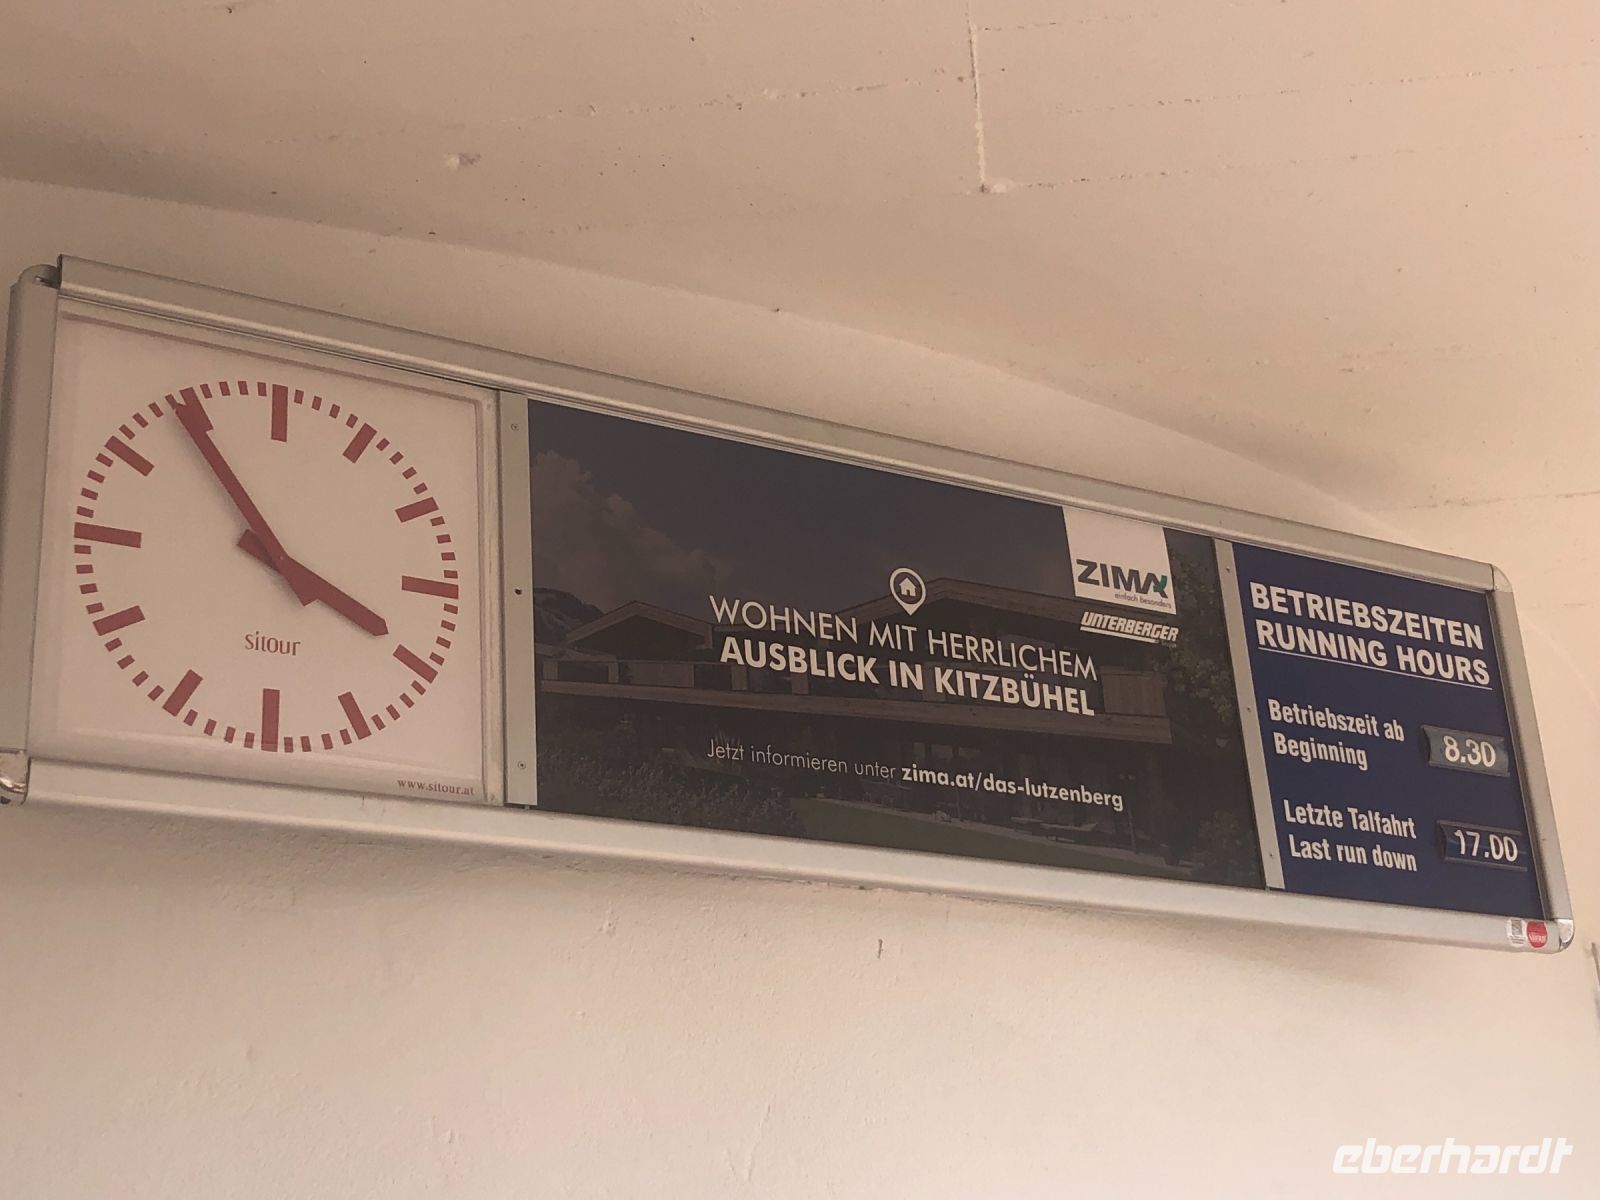 sitour
www.sitour.at
ZIMA
einfach besonders
UNTERBERGER
WOHNEN MIT HERRLICHEM
AUSBLICK IN KITZBÜHEL
Jetzt informieren unter zima.at/das-lutzenberg
BETRIEBSZEITEN
RUNNING HOURS
Betriebszeit ab
Beginning
8.30
Letzte Talfahrt
Last run down
17.00
eberhardt